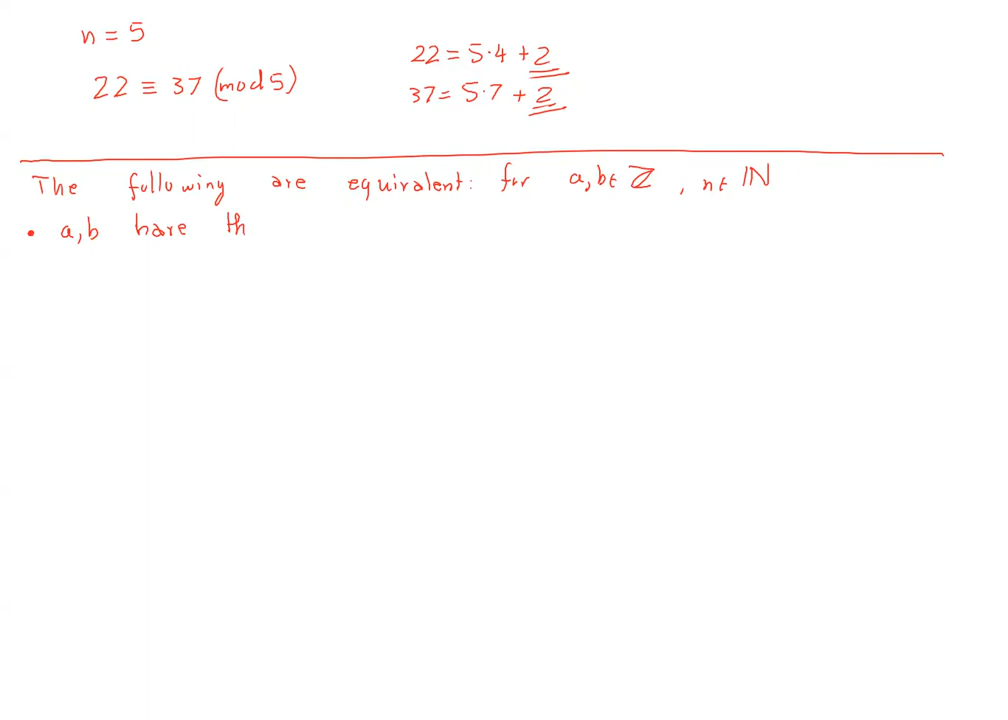 n = 5
22 ≡ 37 (mod 5)
22 = 5·4 + 2
37 = 5·7 + 2
The following are equivalent: for a,b ∈ ℤ, n ∈ ℕ
• a,b have th